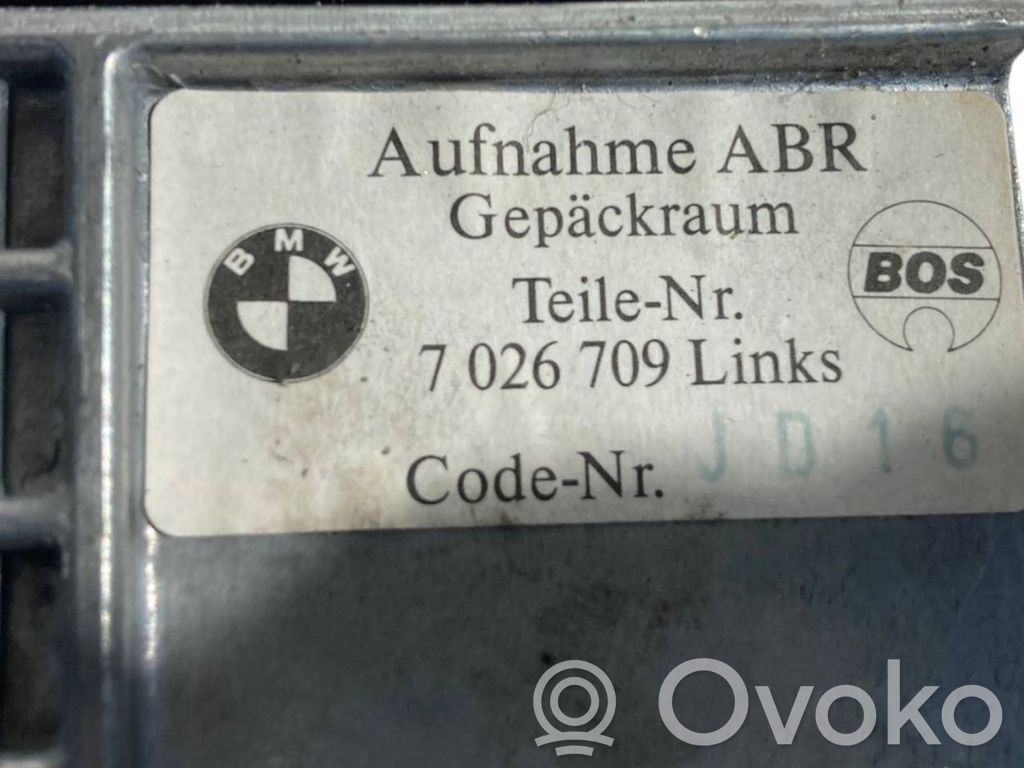 Aufnahme ABR
Gepäckraum
BMW
BOS
Teile-Nr.
7 026 709 Links
Code-Nr. JD16
Ovoko